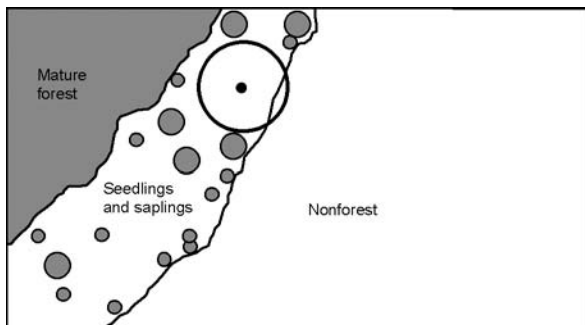 Mature
forest
Seedlings
and saplings
Nonforest